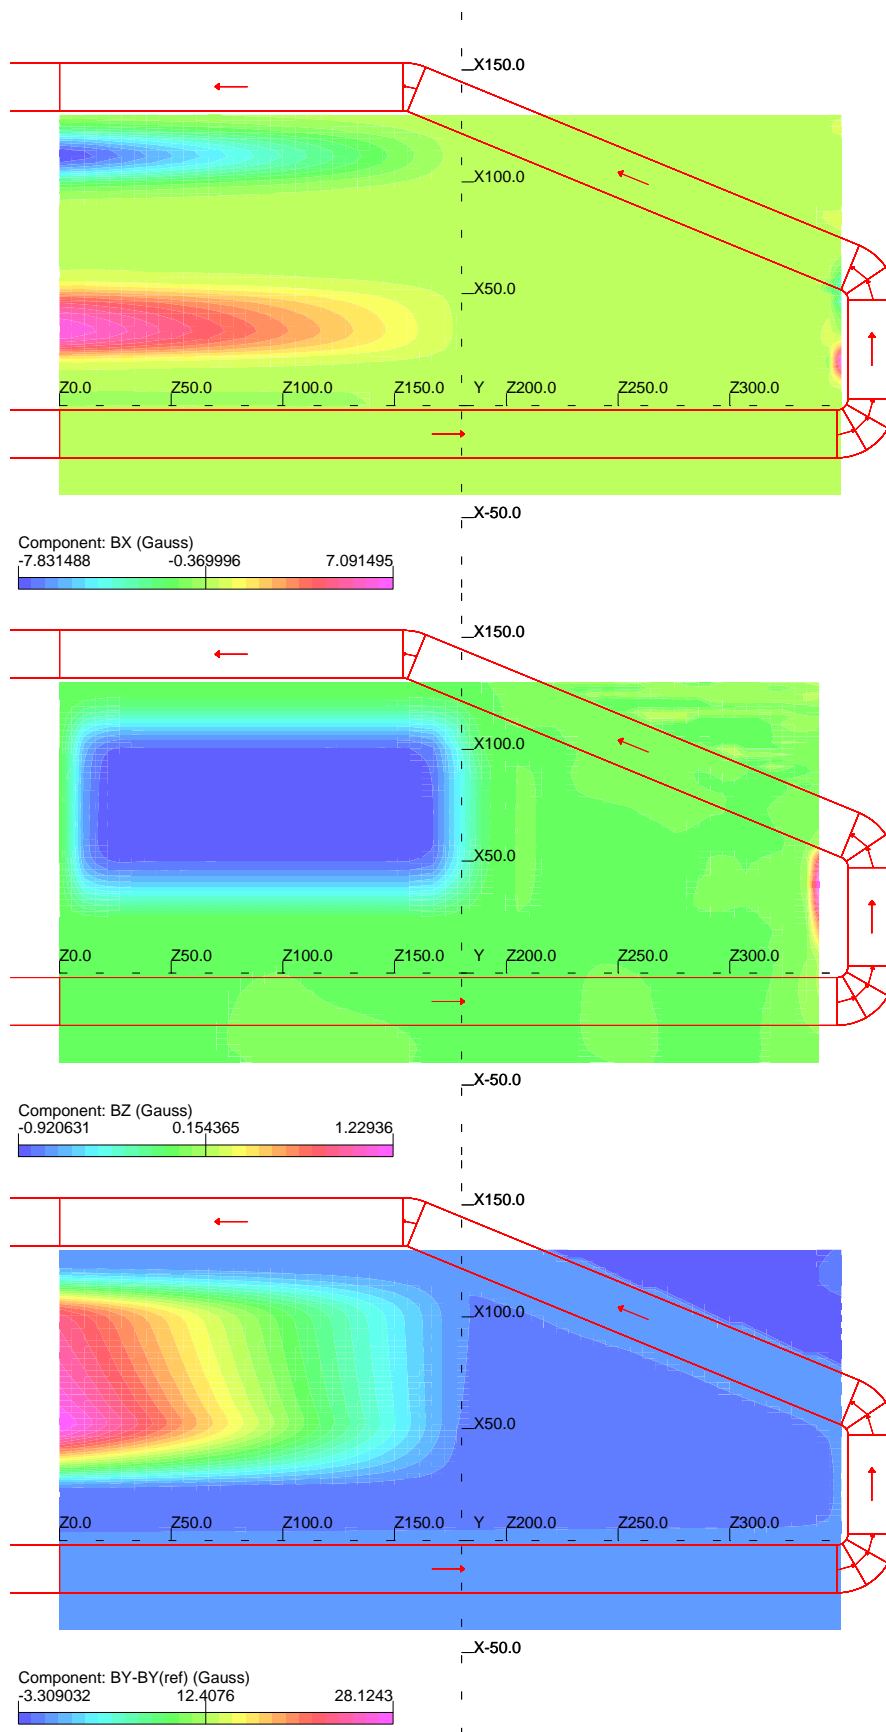 X150.0
X100.0
X50.0
Z0.0 Z50.0 Z100.0 Z150.0 Y Z200.0 Z250.0 Z300.0
X-50.0
Component: BX (Gauss)
-7.831488 -0.369996 7.091495
X150.0
X100.0
X50.0
Z0.0 Z50.0 Z100.0 Z150.0 Y Z200.0 Z250.0 Z300.0
X-50.0
Component: BZ (Gauss)
-0.920631 0.154365 1.22936
X150.0
X100.0
X50.0
Z0.0 Z50.0 Z100.0 Z150.0 Y Z200.0 Z250.0 Z300.0
X-50.0
Component: BY-BY(ref) (Gauss)
-3.309032 12.4076 28.1243